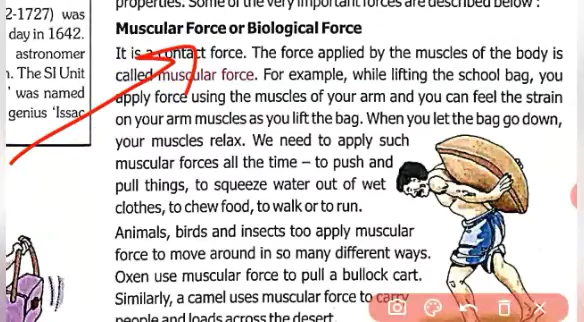 properties. Some of the very important forces are described below :
2-1727) was
day in 1642.
astronomer
n. The SI Unit
' was named
genius 'Issac
Muscular Force or Biological Force
It is a contact force. The force applied by the muscles of the body is
called muscular force. For example, while lifting the school bag, you
apply force using the muscles of your arm and you can feel the strain
on your arm muscles as you lift the bag. When you let the bag go down,
your muscles relax. We need to apply such
muscular forces all the time – to push and
pull things, to squeeze water out of wet
clothes, to chew food, to walk or to run.
Animals, birds and insects too apply muscular
force to move around in so many different ways.
Oxen use muscular force to pull a bullock cart.
Similarly, a camel uses muscular force to carry
people and loads across the desert.